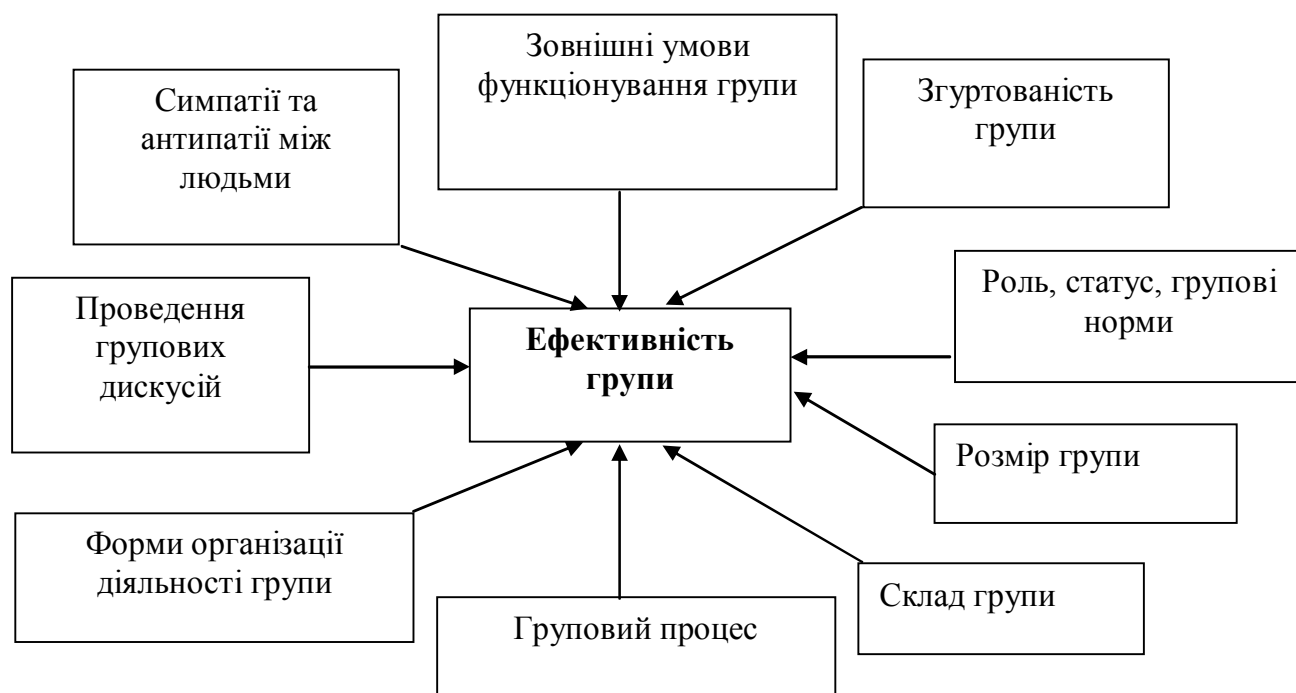 Зовнішні умови
функціонування групи
Симпатії та
антипатії між
людьми
Згуртованість
групи
Роль, статус, групові
норми
Проведення
групових
дискусій
Ефективність
групи
Розмір групи
Форми організації
діяльності групи
Склад групи
Груповий процес